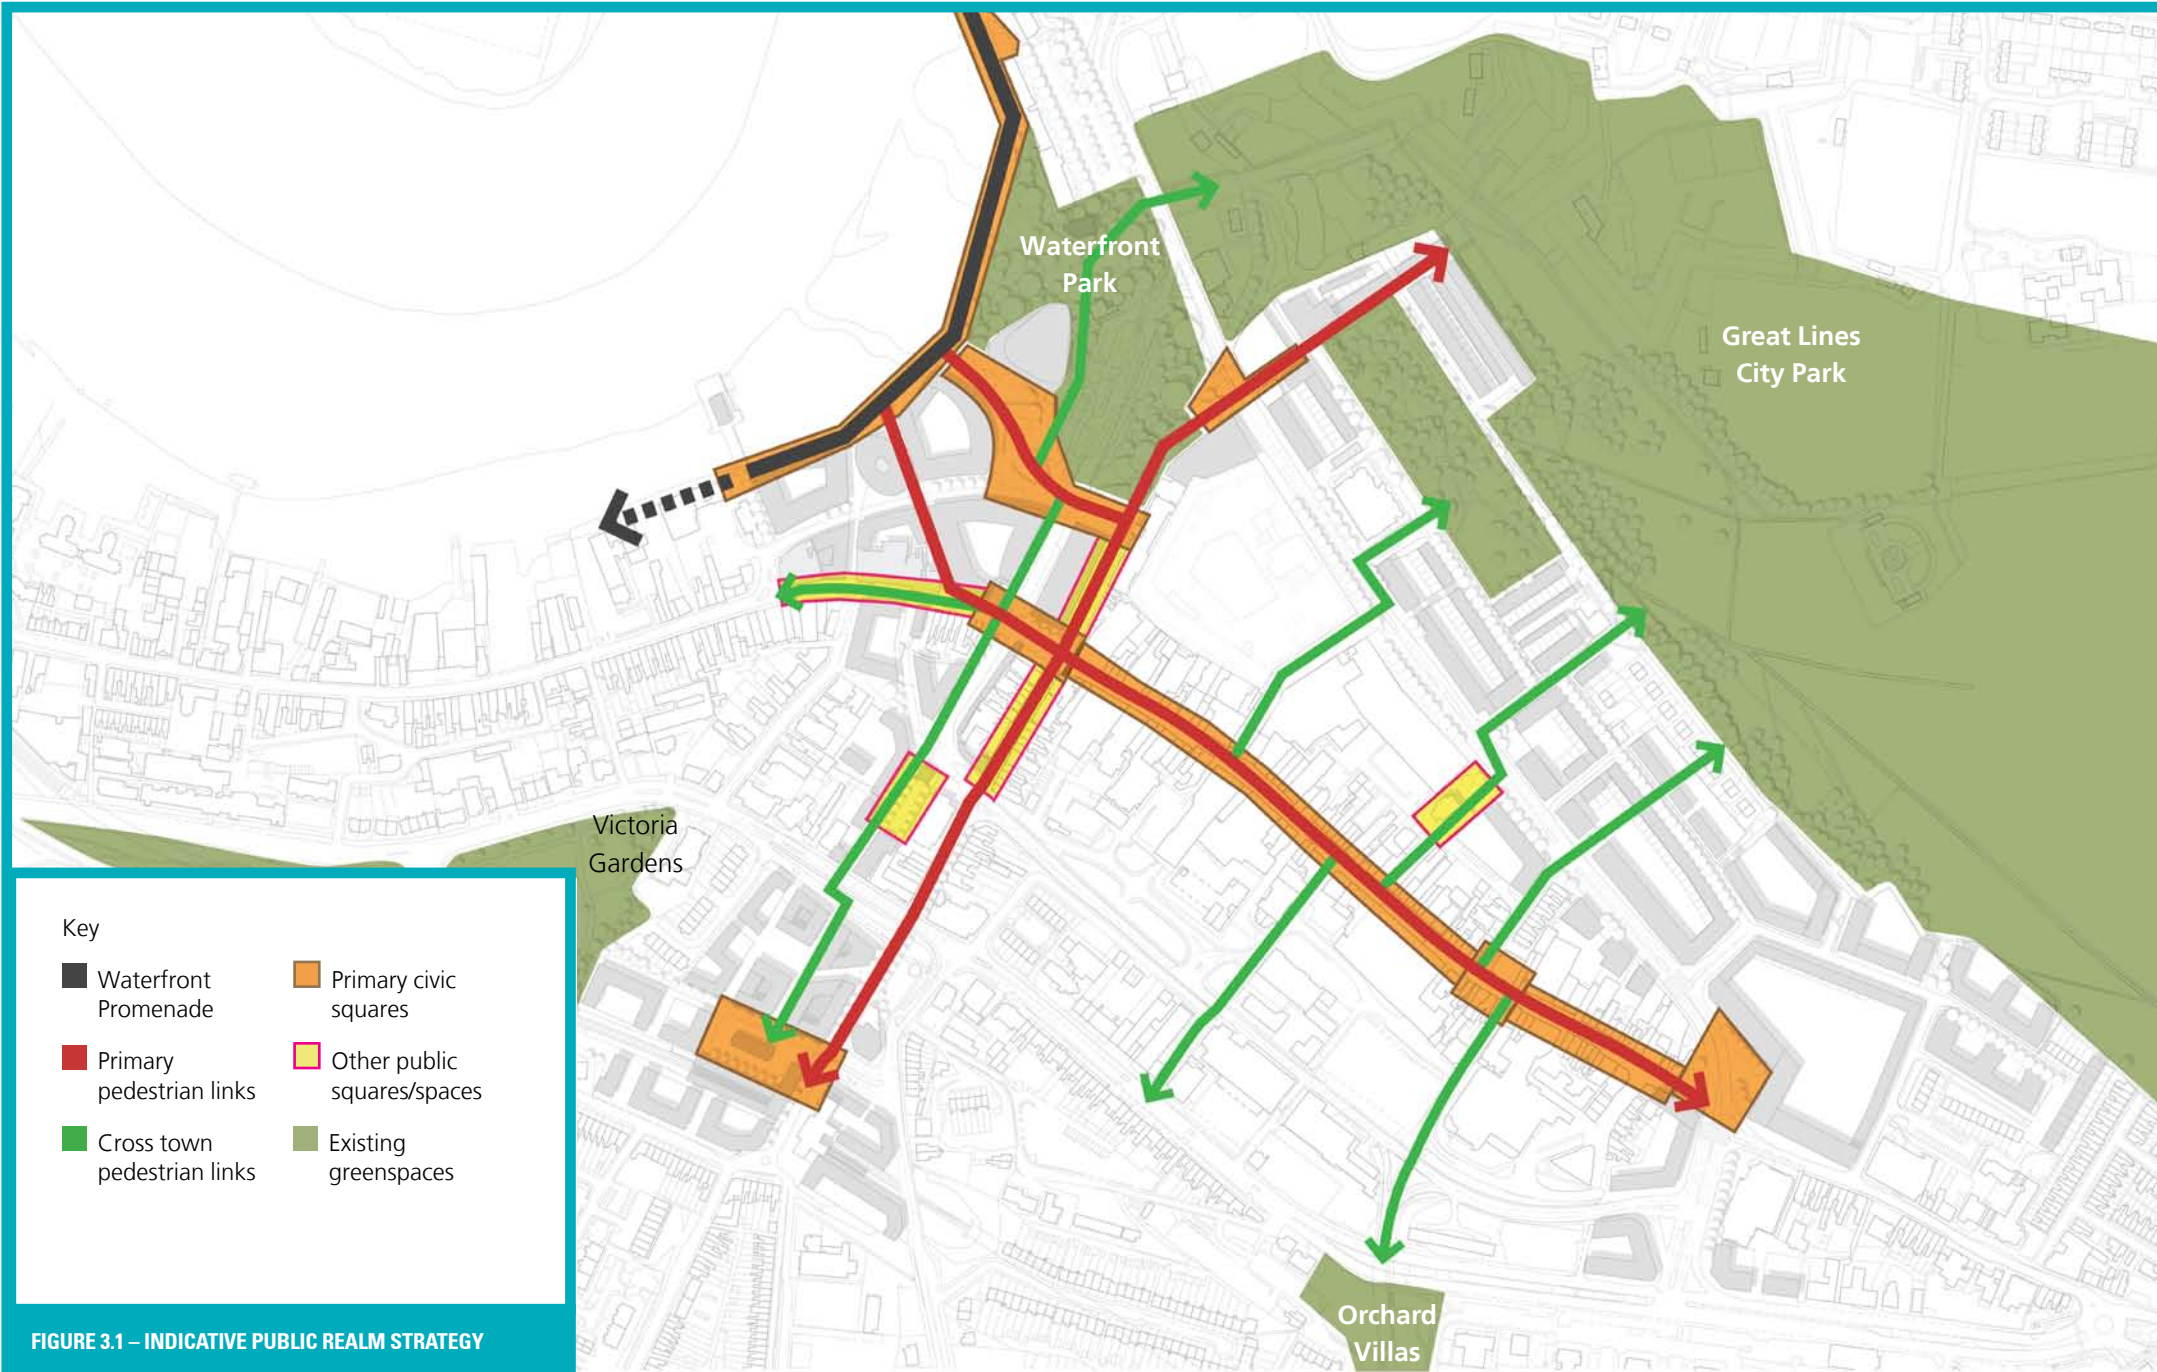 Waterfront
Park
Great Lines
City Park
Victoria
Gardens
Key
Waterfront
Promenade
Primary
pedestrian links
Cross town
pedestrian links
Primary civic
squares
Other public
squares/spaces
Existing
greenspaces
Orchard
Villas
FIGURE 3.1 – INDICATIVE PUBLIC REALM STRATEGY